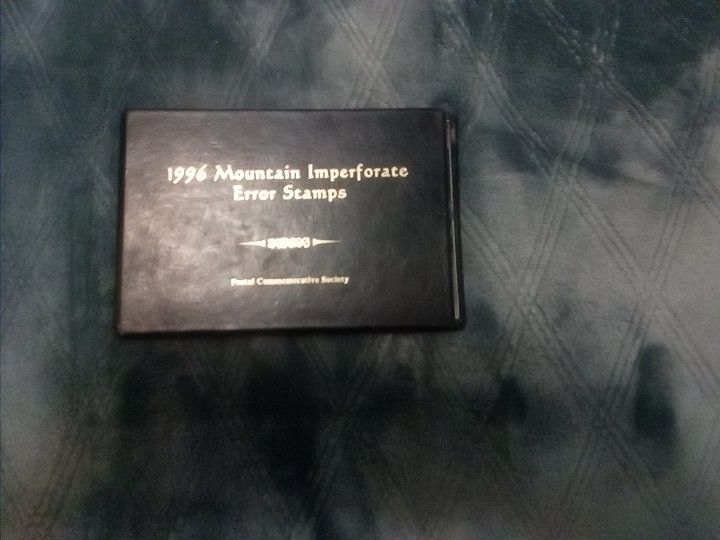 1996 Mountain Imperforate
Error Stamps
Postal Commemorative Society